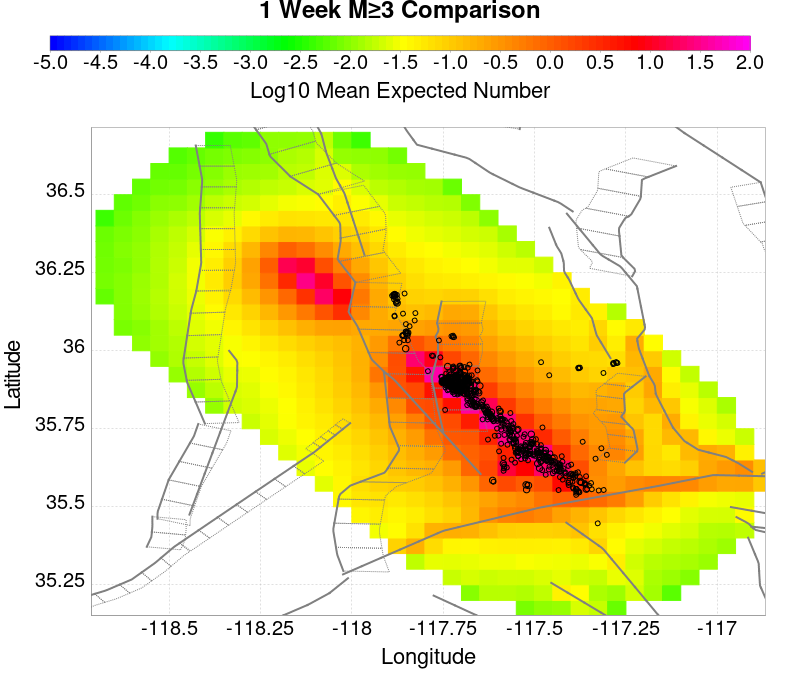 1 Week M≥3 Comparison
-5.0 -4.5 -4.0 -3.5 -3.0 -2.5 -2.0 -1.5 -1.0 -0.5 0.0 0.5 1.0 1.5 2.0
Log10 Mean Expected Number
36.5
36.25
36
35.75
35.5
35.25
Latitude
-118.5 -118.25 -118 -117.75 -117.5 -117.25 -117
Longitude